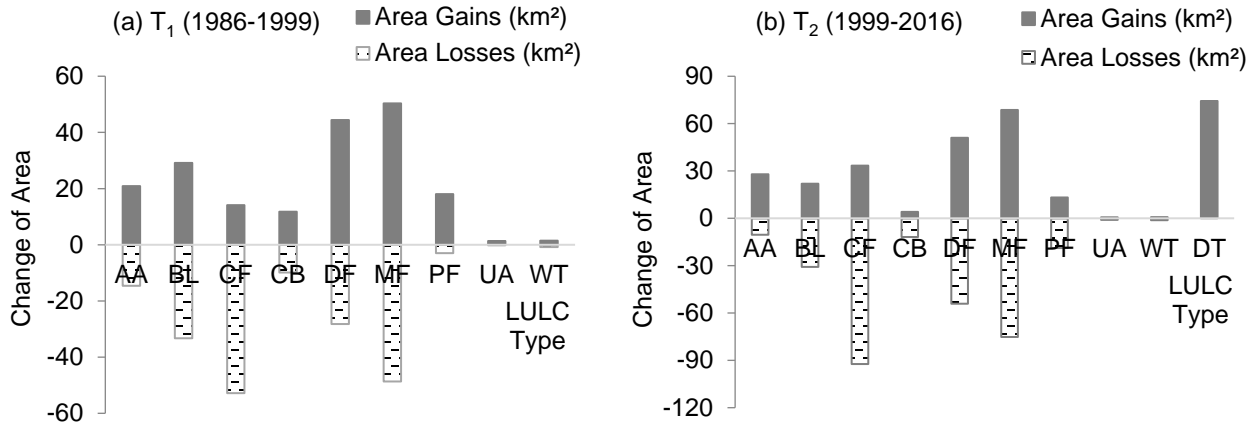 (a) T₁ (1986-1999)
Area Gains (km²)
Area Losses (km²)
Change of Area
60
40
20
0
-20
-40
-60
AA BL CF CB DF MF PF UA WT
LULC
Type
(b) T₂ (1999-2016)
Area Gains (km²)
Area Losses (km²)
Change of Area
90
60
30
0
-30
-60
-90
-120
AA BL CF CB DF MF PF UA WT DT
LULC
Type